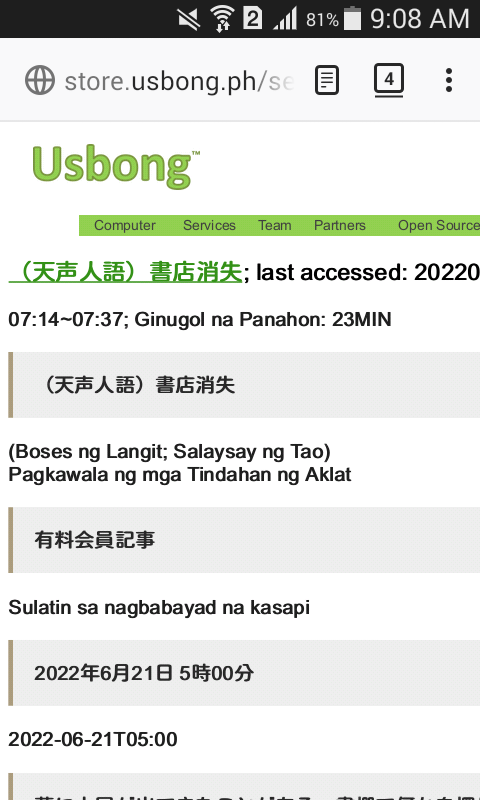 2 81% 9:08 AM
store.usbong.ph/se 4
Usbong™
Computer Services Team Partners Open Source
（天声人語）書店消失; last accessed: 20220
07:14~07:37; Ginugol na Panahon: 23MIN
（天声人語）書店消失
(Boses ng Langit; Salaysay ng Tao)
Pagkawala ng mga Tindahan ng Aklat
有料会員記事
Sulatin sa nagbabayad na kasapi
2022年6月21日 5時00分
2022-06-21T05:00